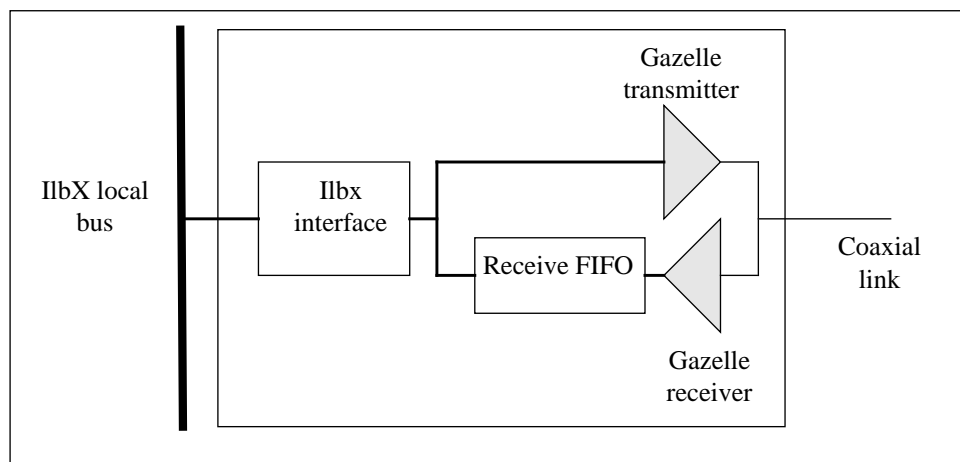 Gazelle
transmitter
IlbX local
bus
Ilbx
interface
Receive FIFO
Coaxial
link
Gazelle
receiver